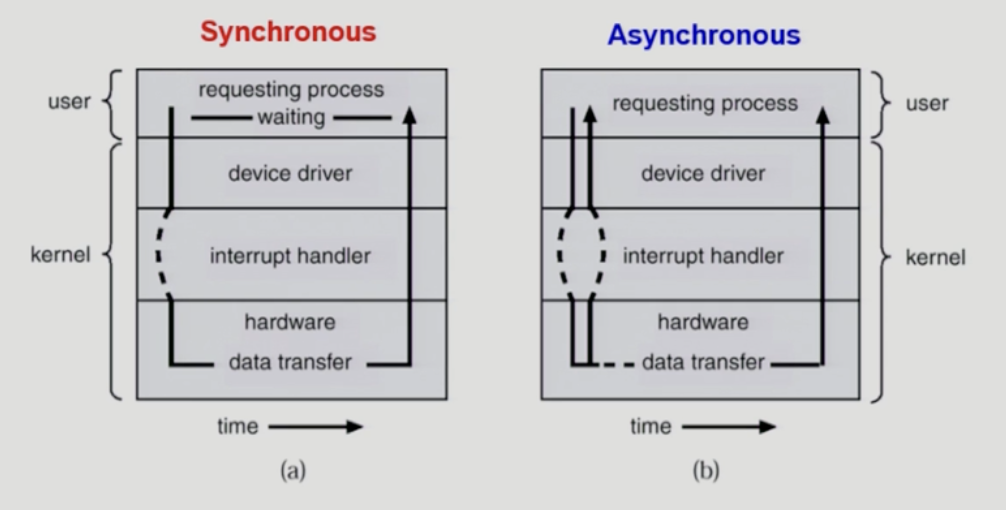 Synchronous
user
requesting process
waiting
device driver
kernel
interrupt handler
hardware
data transfer
time
(a)
Asynchronous
requesting process
user
device driver
interrupt handler
kernel
hardware
data transfer
time
(b)